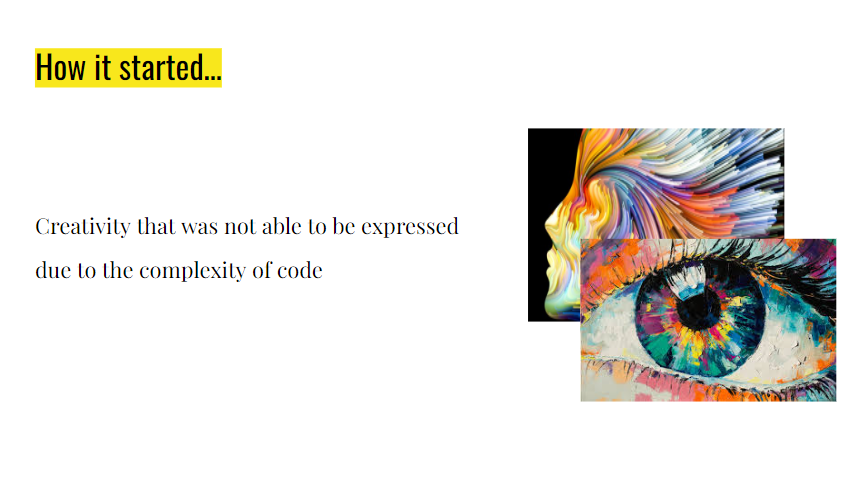 How it started...
Creativity that was not able to be expressed
due to the complexity of code